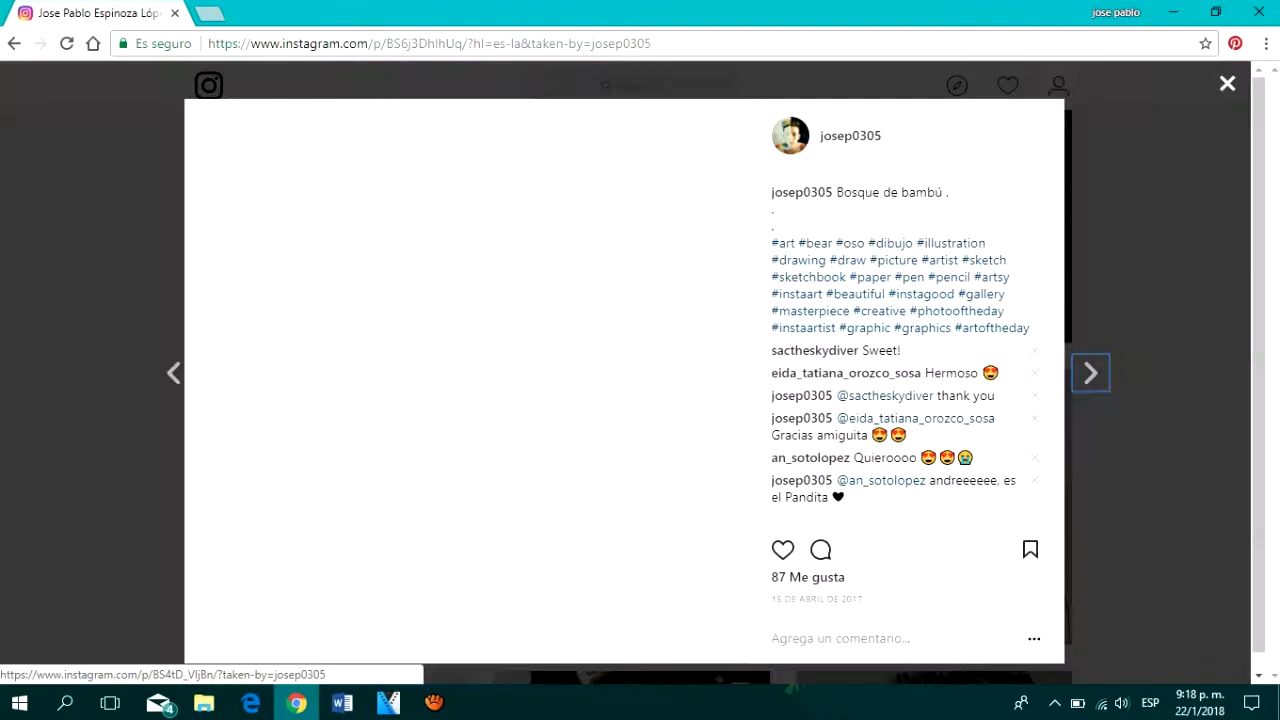 Jose Pablo Espinoza Lóp
jose pablo
Es seguro
https://www.instagram.com/p/BS6j3DhlhUq/?hl=es-la&taken-by=josep0305
josep0305
josep0305 Bosque de bambú .
.
.
#art #bear #oso #dibujo #illustration
#drawing #draw #picture #artist #sketch
#sketchbook #paper #pen #pencil #artsy
#instaart #beautiful #instagood #gallery
#masterpiece #creative #photooftheday
#instaartist #graphic #graphics #artoftheday
sactheskydiver Sweet!
eida_tatiana_orozco_sosa Hermoso 😍
josep0305 @sactheskydiver thank you
josep0305 @eida_tatiana_orozco_sosa
Gracias amiguita 😍😍
an_sotolopez Quieroooo 😍😍😭
josep0305 @an_sotolopez andreeeeee, es
el Pandita ♥
87 Me gusta
15 DE ABRIL DE 2017
Agrega un comentario...
https://www.instagram.com/p/BS4tD_VljBn/?taken-by=josep0305
4
ESP
9:18 p. m.
22/1/2018